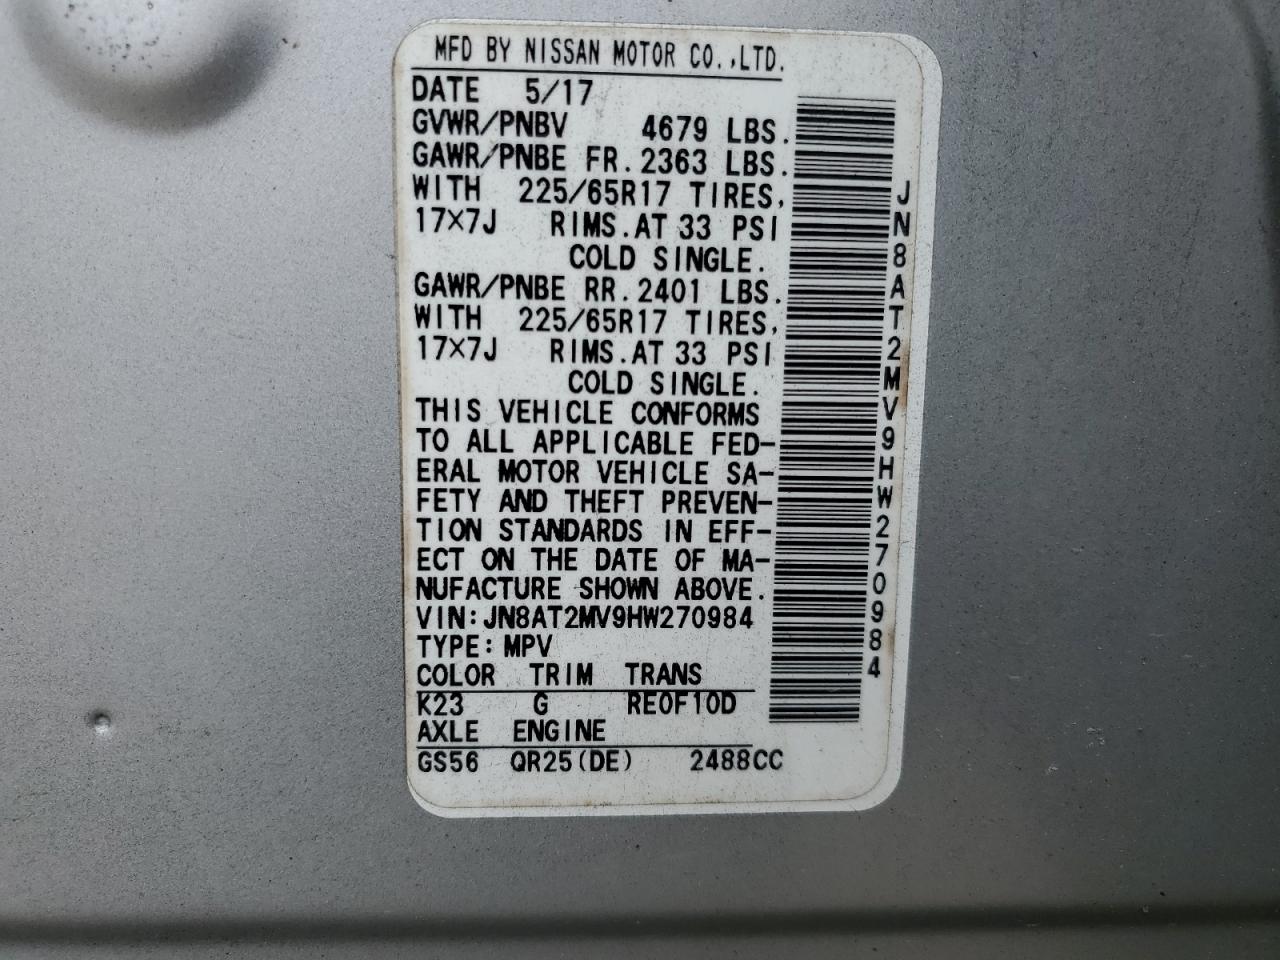 MFD BY NISSAN MOTOR CO.,LTD.
DATE 5/17
GVWR/PNBV 4679 LBS.
GAWR/PNBE FR.2363 LBS.
WITH 225/65R17 TIRES,
17X7J RIMS.AT 33 PSI
COLD SINGLE.
GAWR/PNBE RR.2401 LBS.
WITH 225/65R17 TIRES,
17X7J RIMS.AT 33 PSI
COLD SINGLE.
THIS VEHICLE CONFORMS
TO ALL APPLICABLE FED-
ERAL MOTOR VEHICLE SA-
FETY AND THEFT PREVEN-
TION STANDARDS IN EFF-
ECT ON THE DATE OF MA-
NUFACTURE SHOWN ABOVE.
VIN:JN8AT2MV9HW270984
TYPE:MPV
COLOR TRIM TRANS
K23 G RE0F10D
AXLE ENGINE
GS56 QR25(DE) 2488CC
JN8AT2MV9HW270984